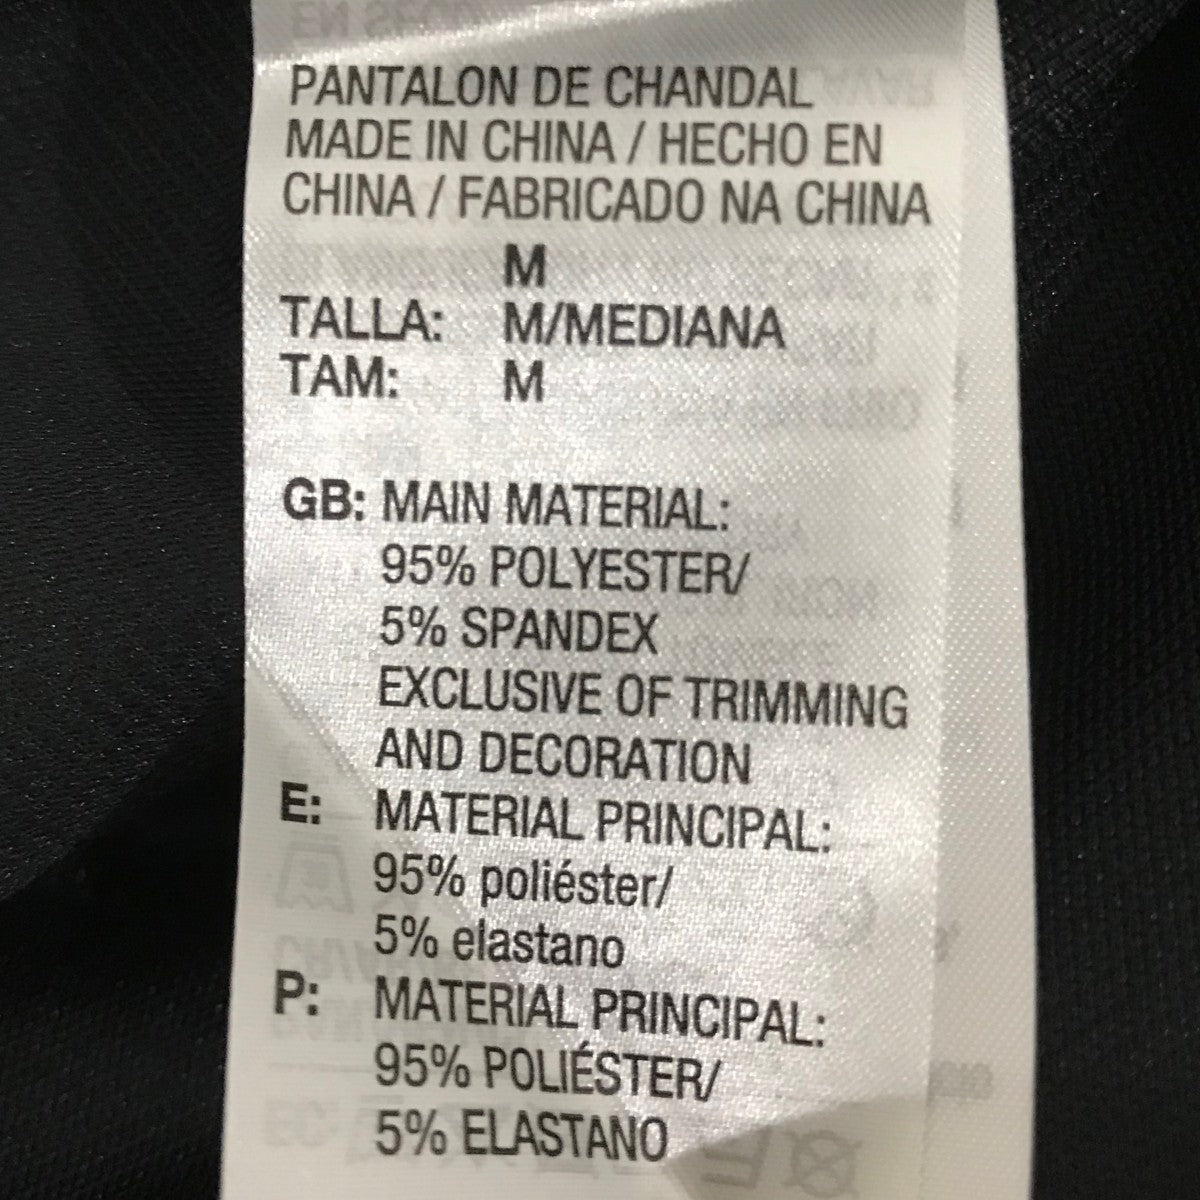 PANTALON DE CHANDAL
MADE IN CHINA / HECHO EN
CHINA / FABRICADO NA CHINA
M
TALLA: M/MEDIANA
TAM: M
GB: MAIN MATERIAL:
95% POLYESTER/
5% SPANDEX
EXCLUSIVE OF TRIMMING
AND DECORATION
E: MATERIAL PRINCIPAL:
95% poliéster/
5% elastano
P: MATERIAL PRINCIPAL:
95% POLIÉSTER/
5% ELASTANO